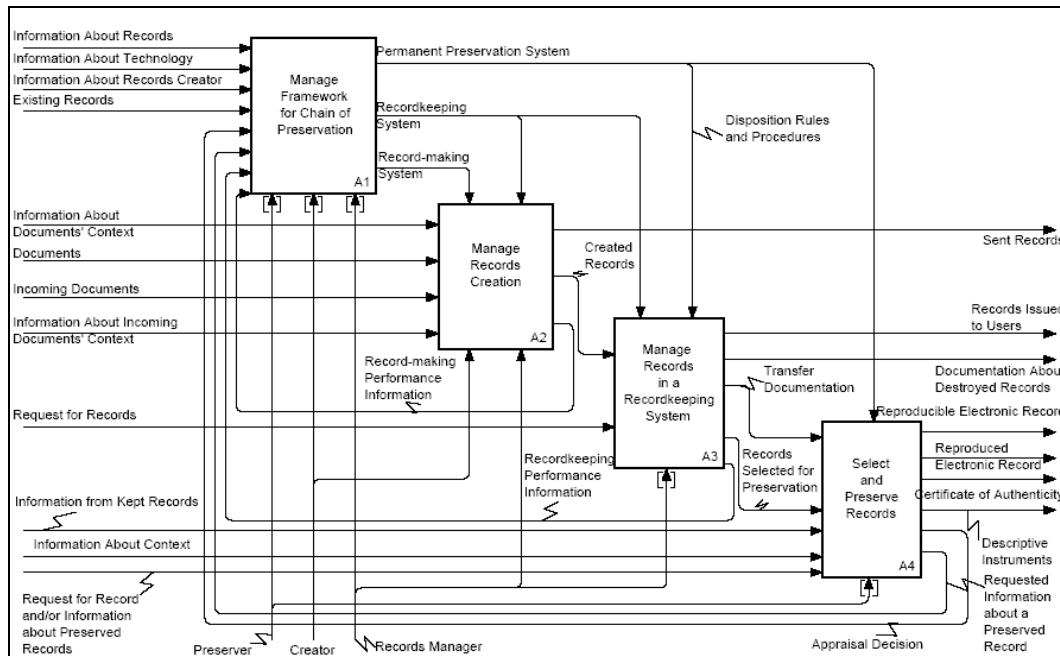 Information About Records
Information About Technology
Information About Records Creator
Existing Records
Manage
Framework
for Chain of
Preservation
A1
Permanent Preservation System
Recordkeeping
System
Record-making
System
Disposition Rules
and Procedures
Information About
Documents' Context
Documents
Incoming Documents
Information About Incoming
Documents' Context
Manage
Records
Creation
A2
Created
Records
Sent Records
Record-making
Performance
Information
Request for Records
Manage
Records
in a
Recordkeeping
System
A3
Records Issued
to Users
Transfer
Documentation
Documentation About
Destroyed Records
Reproducible Electronic Record
Reproduced
Electronic Record
Certificate of Authenticity
Select
and
Preserve
Records
A4
Recordkeeping
Performance
Information
Records
Selected for
Preservation
Information from Kept Records
Information About Context
Request for Record
and/or Information
about Preserved
Records
Descriptive
Instruments
Requested
Information
about a
Preserved
Record
Appraisal Decision
Preserver
Creator
Records Manager